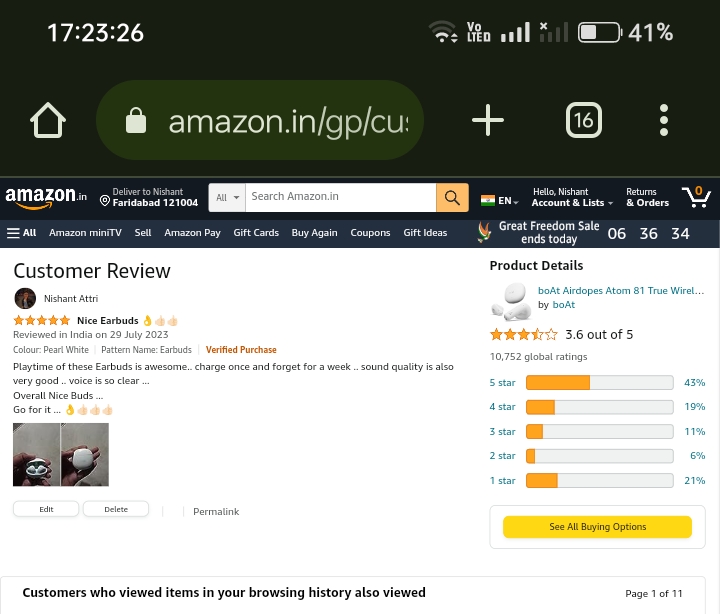 17:23:26
Vo LTED
41%
amazon.in/gp/cus
16
amazon.in
Deliver to Nishant
Faridabad 121004
All
Search Amazon.in
EN
Hello, Nishant
Account & Lists
Returns
& Orders
0
All Amazon miniTV Sell Amazon Pay Gift Cards Buy Again Coupons Gift Ideas
Great Freedom Sale
ends today
06 36 34
Customer Review
Nishant Attri
Nice Earbuds 👌👍🏻👍🏻
Reviewed in India on 29 July 2023
Colour: Pearl White | Pattern Name: Earbuds | Verified Purchase
Playtime of these Earbuds is awesome.. charge once and forget for a week .. sound quality is also
very good .. voice is so clear ...
Overall Nice Buds ...
Go for it ... 👌👍🏻👍🏻👍🏻
Edit
Delete
Permalink
Product Details
boAt Airdopes Atom 81 True Wirel...
by boAt
3.6 out of 5
10,752 global ratings
5 star 43%
4 star 19%
3 star 11%
2 star 6%
1 star 21%
See All Buying Options
Customers who viewed items in your browsing history also viewed
Page 1 of 11